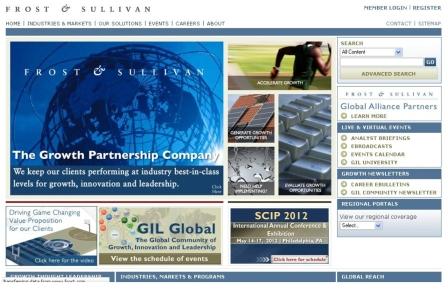 FROST & SULLIVAN
MEMBER LOGIN | REGISTER
HOME | INDUSTRIES & MARKETS | OUR SOLUTIONS | EVENTS | CAREERS | ABOUT
CONTACT | SITEMAP
FROST & SULLIVAN
The Growth Partnership Company
We keep our clients performing at industry best-in-class
levels for growth, innovation and leadership.
Click
Here
ACCELERATE GROWTH
GENERATE GROWTH
OPPORTUNITIES
NEED HELP
IMPLEMENTING?
EVALUATE GROWTH
OPPORTUNITIES
SEARCH
All Content
GO
ADVANCED SEARCH
FROST & SULLIVAN
Global Alliance Partners
LEARN MORE
LIVE & VIRTUAL EVENTS
ANALYST BRIEFINGS
EBROADCASTS
EVENTS CALENDAR
GIL UNIVERSITY
GROWTH NEWSLETTERS
CAREER EBULLETINS
GIL COMMUNITY NEWSLETTER
REGIONAL PORTALS
View our regional coverage
Select..
Driving Game Changing
Value Proposition
for our Clients
Click here for the video
GIL Global
The Global Community of
Growth, Innovation and Leadership
View the schedule of events
SCIP 2012
International Annual Conference &
Exhibition
May 14-17, 2012 | Philadelphia, PA
Click here for schedule
GROWTH THOUGHT LEADERSHIP
INDUSTRIES, MARKETS & PROGRAMS
GLOBAL REACH